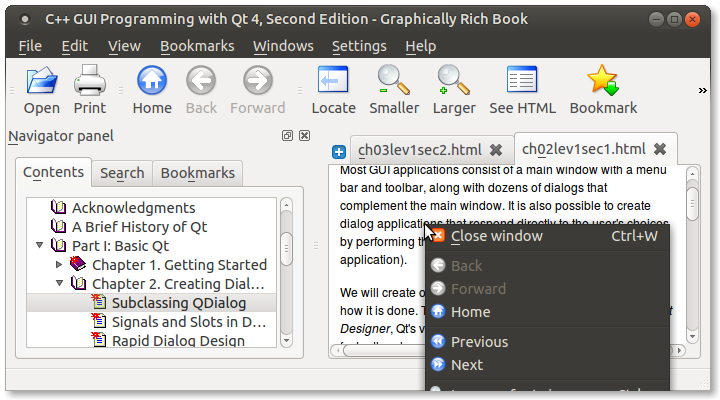 C++ GUI Programming with Qt 4, Second Edition - Graphically Rich Book
File Edit View Bookmarks Windows Settings Help
Open Print Home Back Forward Locate Smaller Larger See HTML Bookmark »
Navigator panel
ch03lev1sec2.html ch02lev1sec1.html
Contents Search Bookmarks
Acknowledgments
A Brief History of Qt
Part I: Basic Qt
Chapter 1. Getting Started
Chapter 2. Creating Dial...
Subclassing QDialog
Signals and Slots in D...
Rapid Dialog Design
Most GUI applications consist of a main window with a menu
bar and toolbar, along with dozens of dialogs that
complement the main window. It is also possible to create
dialog applications that respond directly to the user's choices
by performing th
application).
We will create o
how it is done. T
Designer, Qt's v
Close window Ctrl+W
Back
Forward
Home
Previous
Next